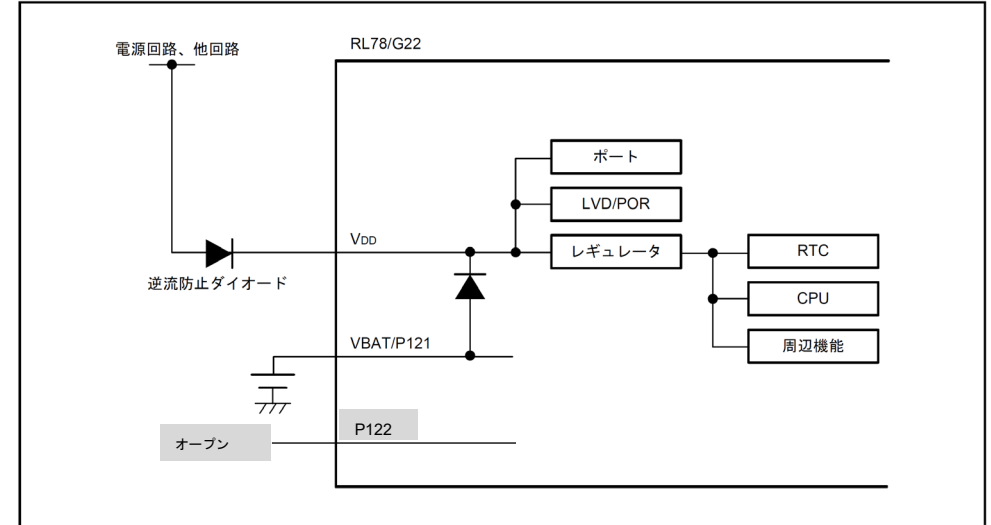 電源回路、他回路
RL78/G22
ポート
LVD/POR
VDD
レギュレータ
RTC
逆流防止ダイオード
CPU
VBAT/P121
周辺機能
P122
オープン